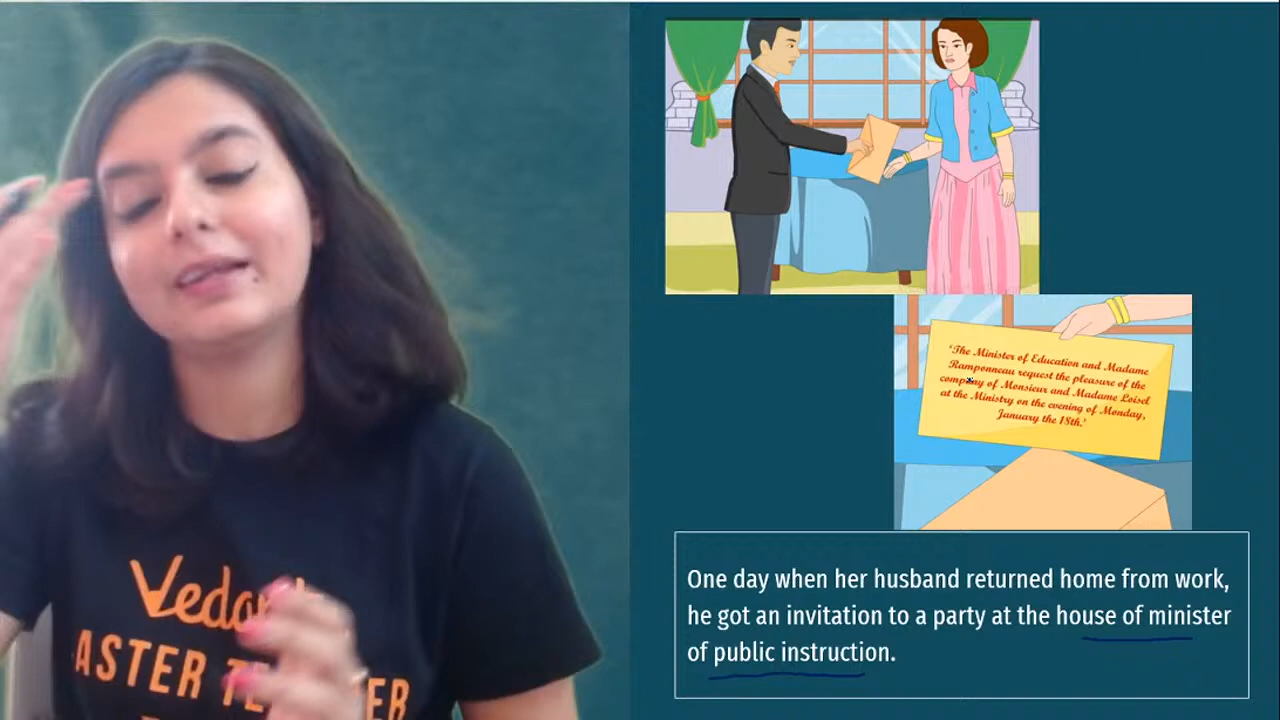 'The Minister of Education and Madame
Ramponneau request the pleasure of the
company of Monsieur and Madame Loisel
at the Ministry on the evening of Monday,
January the 18th.'
One day when her husband returned home from work,
he got an invitation to a party at the house of minister
of public instruction.